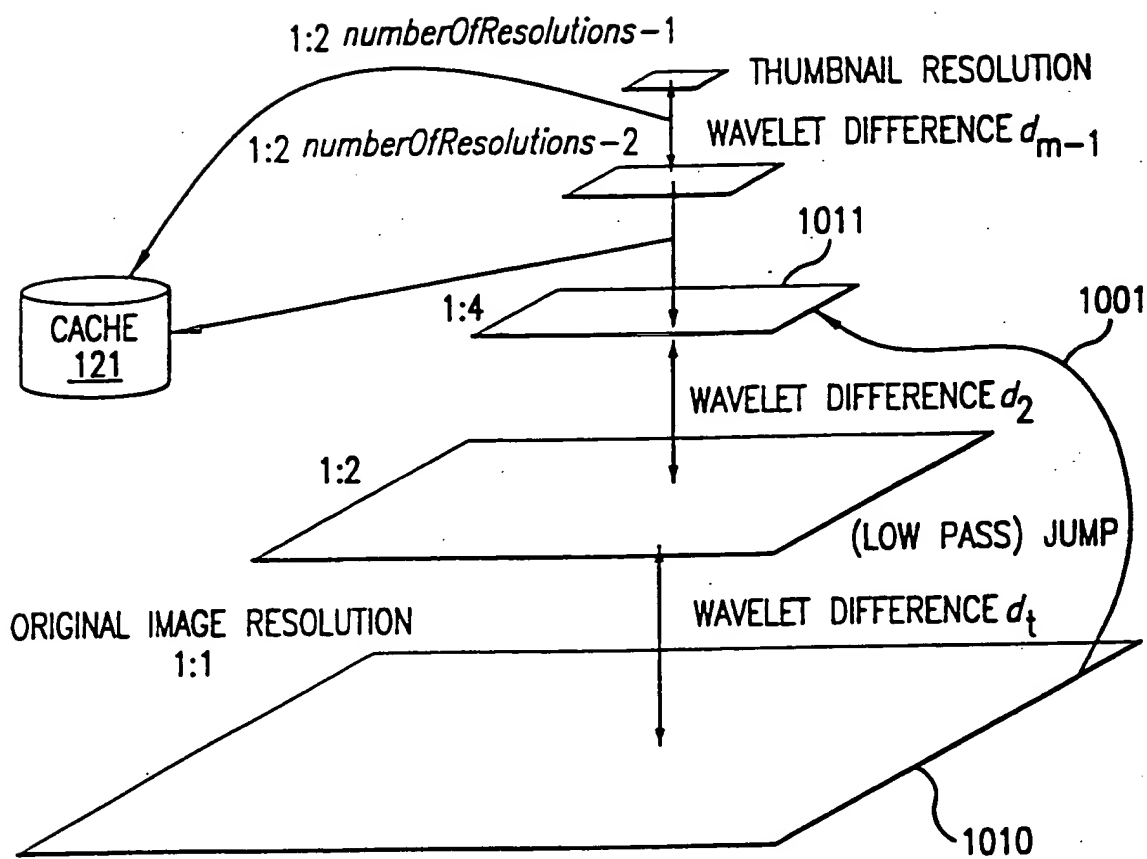 1:2 numberOfResolutions-1
THUMBNAIL RESOLUTION
1:2 numberOfResolutions-2
WAVELET DIFFERENCE dm-1
1011
1:4
1001
CACHE
121
WAVELET DIFFERENCE d2
1:2
(LOW PASS) JUMP
WAVELET DIFFERENCE dt
ORIGINAL IMAGE RESOLUTION
1:1
1010